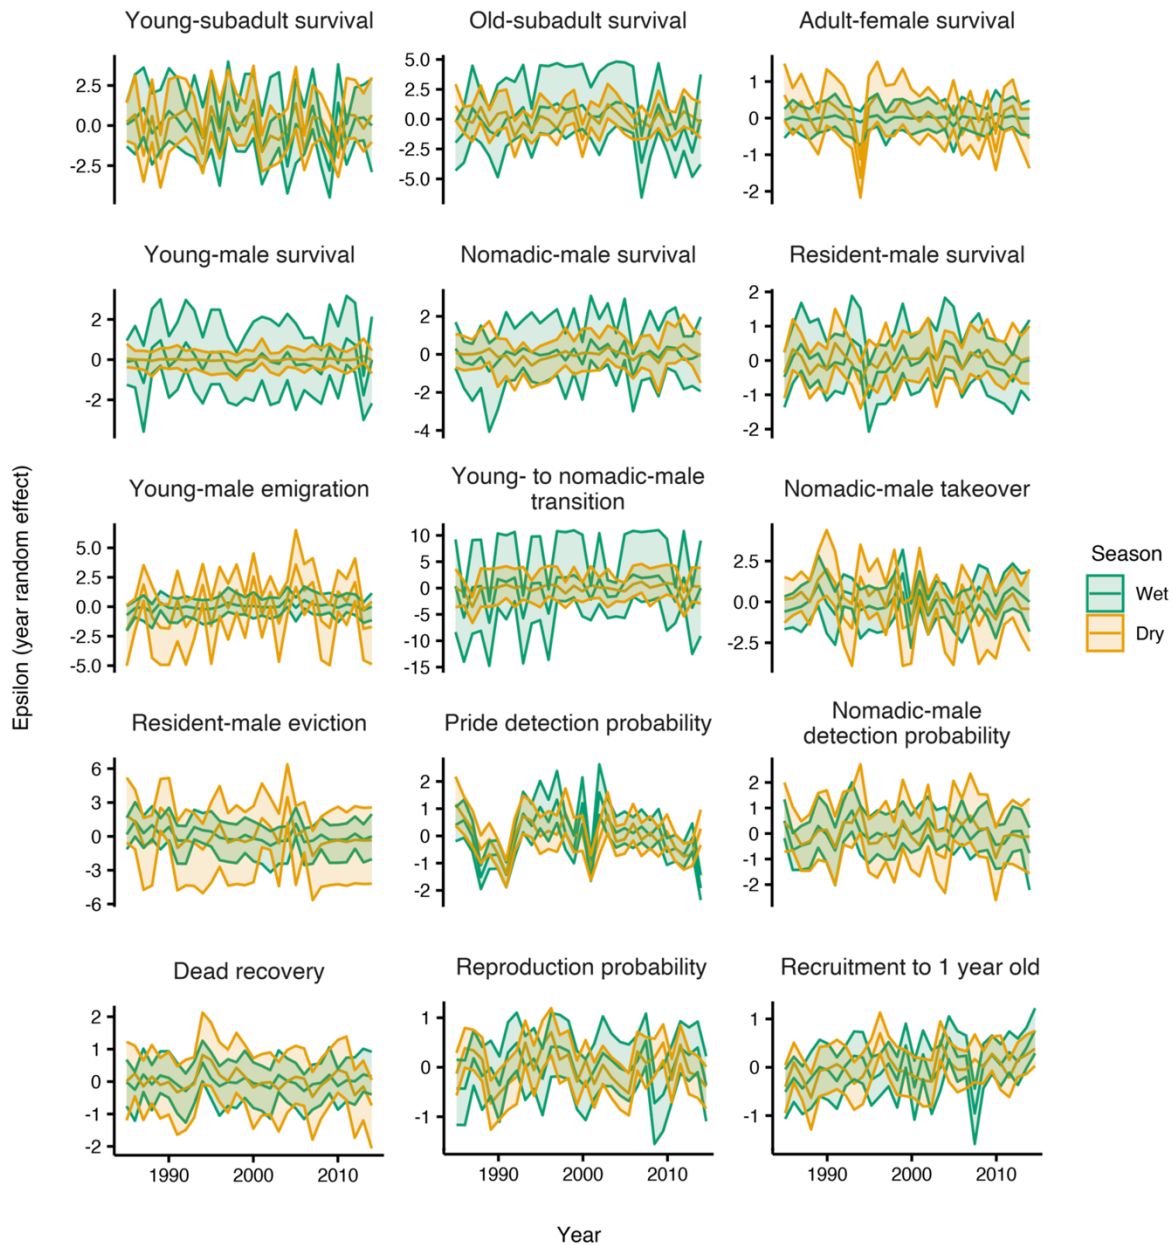 Young-subadult survival
Old-subadult survival
Adult-female survival
2.5
0.0
-2.5
5.0
2.5
0.0
-2.5
-5.0
1
0
-1
-2
Young-male survival
Nomadic-male survival
Resident-male survival
2
0
-2
2
0
-2
-4
2
1
0
-1
-2
Epsilon (year random effect)
Young-male emigration
Young- to nomadic-male
transition
Nomadic-male takeover
5.0
2.5
0.0
-2.5
-5.0
10
5
0
-5
-10
-15
2.5
0.0
-2.5
Season
Wet
Dry
Resident-male eviction
Pride detection probability
Nomadic-male
detection probability
6
3
0
-3
-6
2
1
0
-1
-2
2
1
0
-1
-2
Dead recovery
Reproduction probability
Recruitment to 1 year old
2
1
0
-1
-2
1
0
-1
1
0
-1
1990 2000 2010
1990 2000 2010
1990 2000 2010
Year